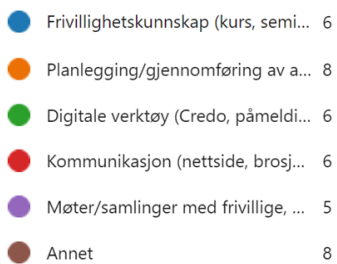 Frivillighetskunnskap (kurs, semi... 6
Planlegging/gjennomføring av a... 8
Digitale verktøy (Credo, påmeldi... 6
Kommunikasjon (nettside, brosj... 6
Møter/samlinger med frivillige, ... 5
Annet 8